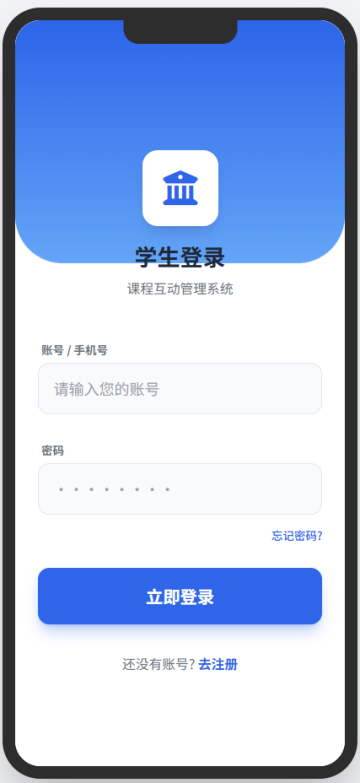 学生登录
课程互动管理系统
账号 / 手机号
请输入您的账号
密码
••••••••
忘记密码?
立即登录
还没有账号? 去注册